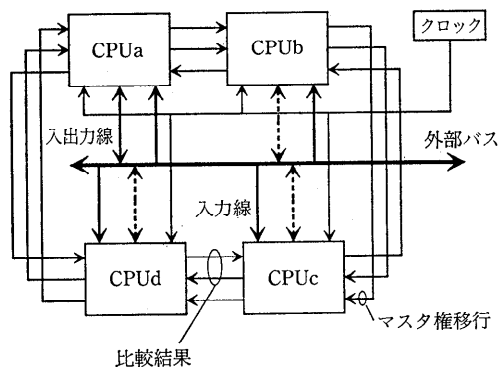 クロック
CPUa
CPUb
入出力線
外部バス
入力線
CPUd
CPUc
マスタ権移行
比較結果